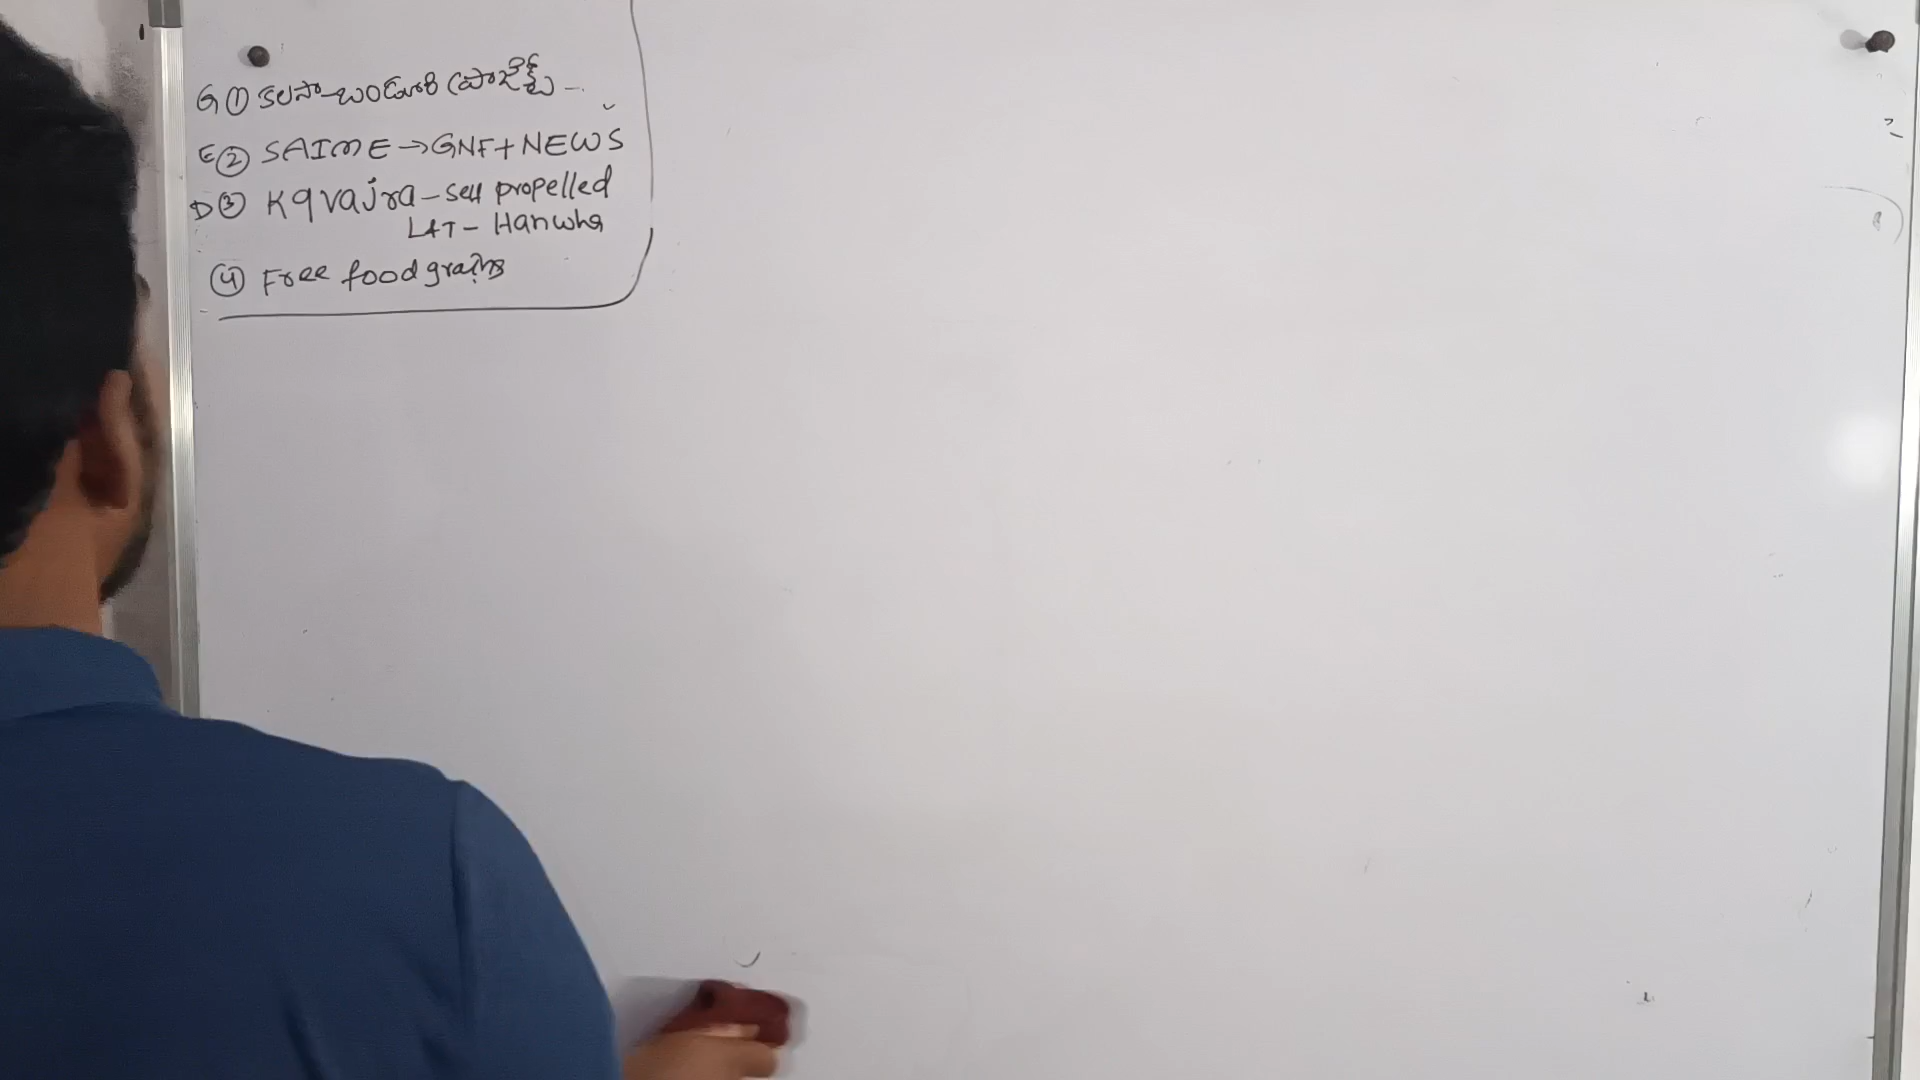 G ① కలసా-బండూరి ప్రాజెక్ట్ -
E ② SAIME → GNF + NEWS
D ③ K9 vajra - self propelled
L&T - Hanwha
④ Free food grains